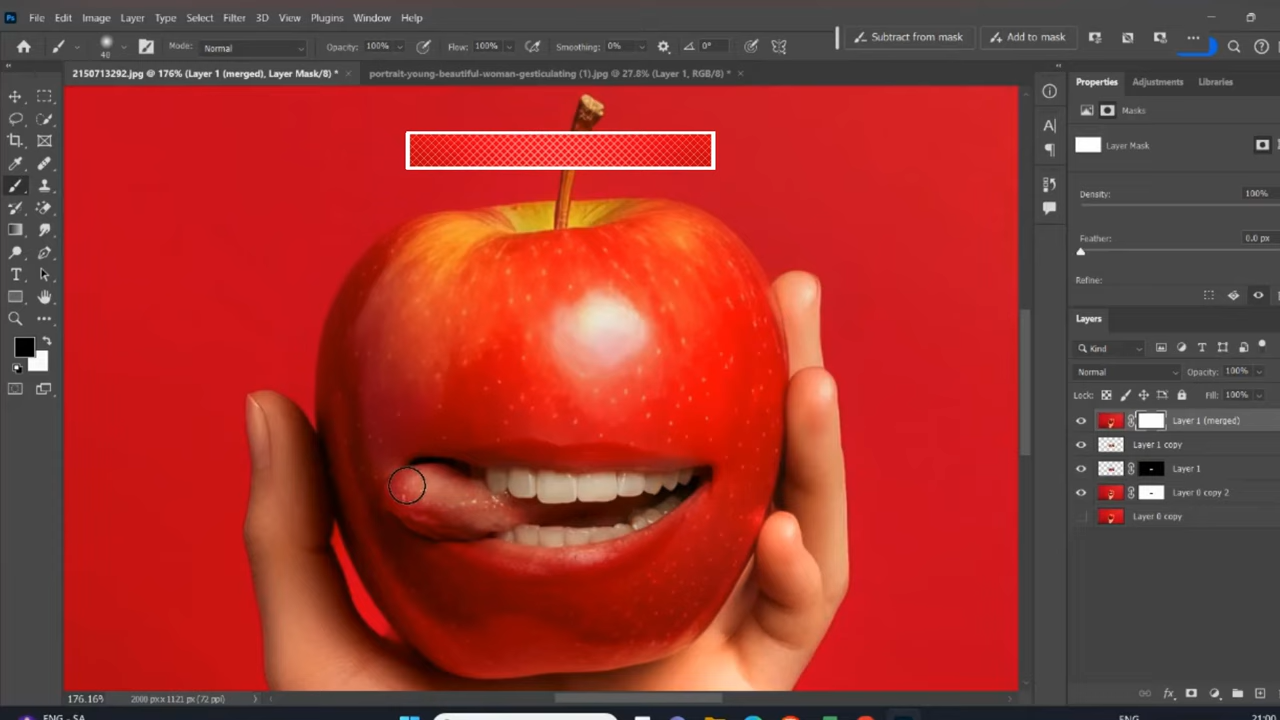 Ps File Edit Image Layer Type Select Filter 3D View Plugins Window Help
Mode: Normal Opacity: 100% Flow: 100% Smoothing: 0% 0° Subtract from mask Add to mask
40
2150713292.jpg @ 176% (Layer 1 (merged), Layer Mask/8) * × portrait-young-beautiful-woman-gesticulating (1).jpg @ 27.8% (Layer 1, RGB/8) * ×
Properties Adjustments Libraries
Masks
Layer Mask
Density: 100%
Feather: 0.0 px
Refine:
Layers
Kind
Normal Opacity: 100%
Lock: Fill: 100%
Layer 1 (merged)
Layer 1 copy
Layer 1
Layer 0 copy 2
Layer 0 copy
176.16% 2000 px x 1121 px (72 ppi)
ENG - SA ENG 21:00